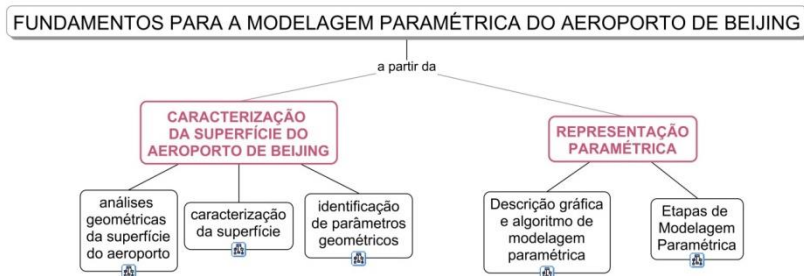 FUNDAMENTOS PARA A MODELAGEM PARAMÉTRICA DO AEROPORTO DE BEIJING
a partir da
CARACTERIZAÇÃO
DA SUPERFÍCIE DO
AEROPORTO DE BEIJING
REPRESENTAÇÃO
PARAMÉTRICA
análises
geométricas
da superfície
do aeroporto
caracterização
da superfície
identificação
de parâmetros
geométricos
Descrição gráfica
e algoritmo de
modelagem
paramétrica
Etapas de
Modelagem
Paramétrica